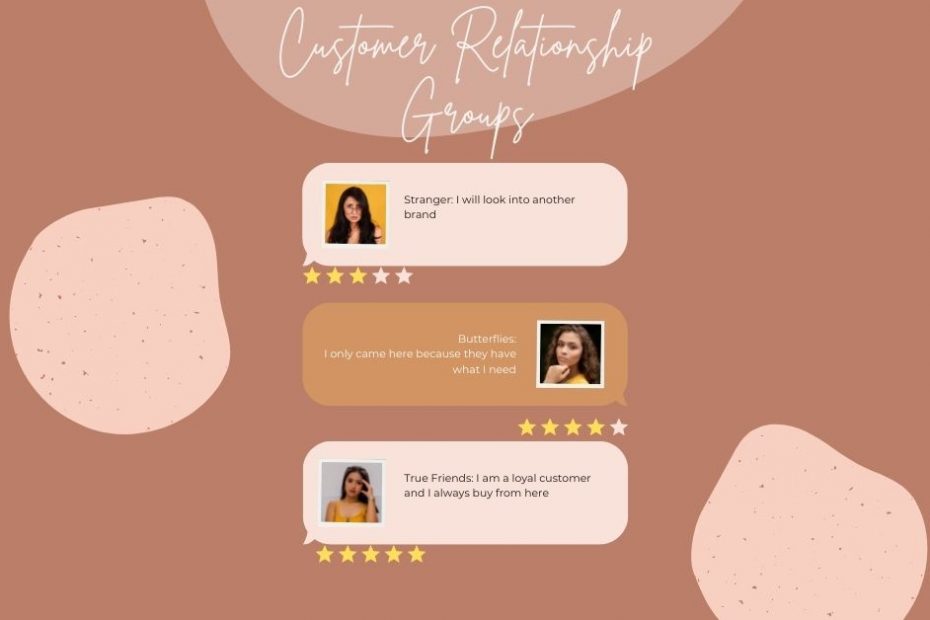 Customer Relationship
Groups
Stranger: I will look into another
brand
Butterflies:
I only came here because they have
what I need
True Friends: I am a loyal customer
and I always buy from here